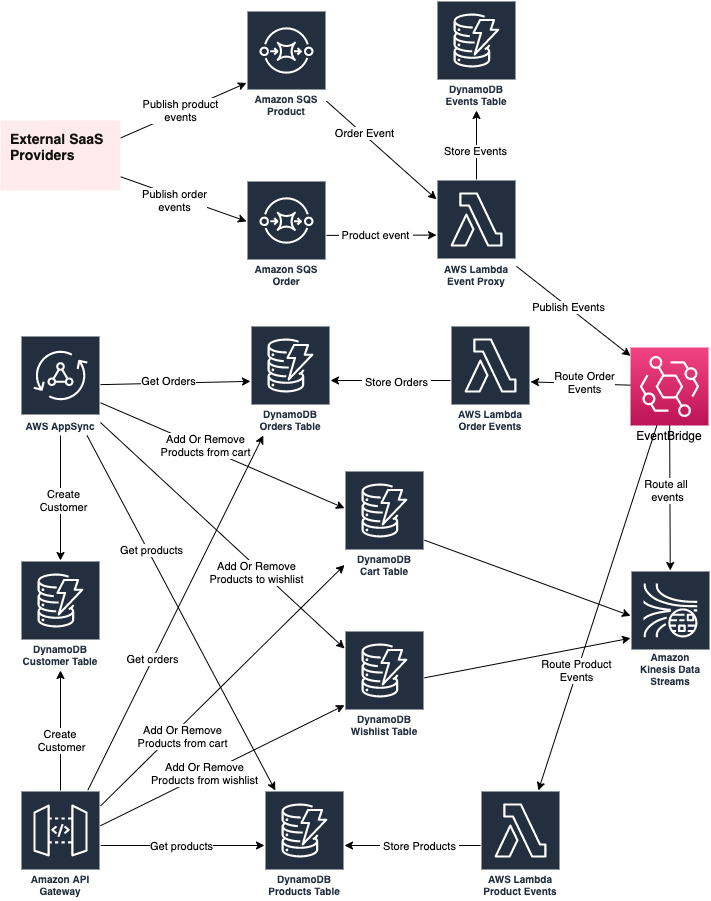 DynamoDB
Events Table
Amazon SQS
Product
Publish product
events
External SaaS
Providers
Order Event
Store Events
Publish order
events
Product event
Amazon SQS
Order
AWS Lambda
Event Proxy
Publish Events
Get Orders
Store Orders
Route Order
Events
DynamoDB
Orders Table
AWS Lambda
Order Events
AWS AppSync
EventBridge
Add Or Remove
Products from cart
Create
Customer
Route all
events
Get products
DynamoDB
Cart Table
Add Or Remove
Products to wishlist
DynamoDB
Customer Table
Get orders
Amazon
Kinesis Data
Streams
Route Product
Events
DynamoDB
Wishlist Table
Create
Customer
Add Or Remove
Products from cart
Add Or Remove
Products from wishlist
Get products
Store Products
Amazon API
Gateway
DynamoDB
Products Table
AWS Lambda
Product Events